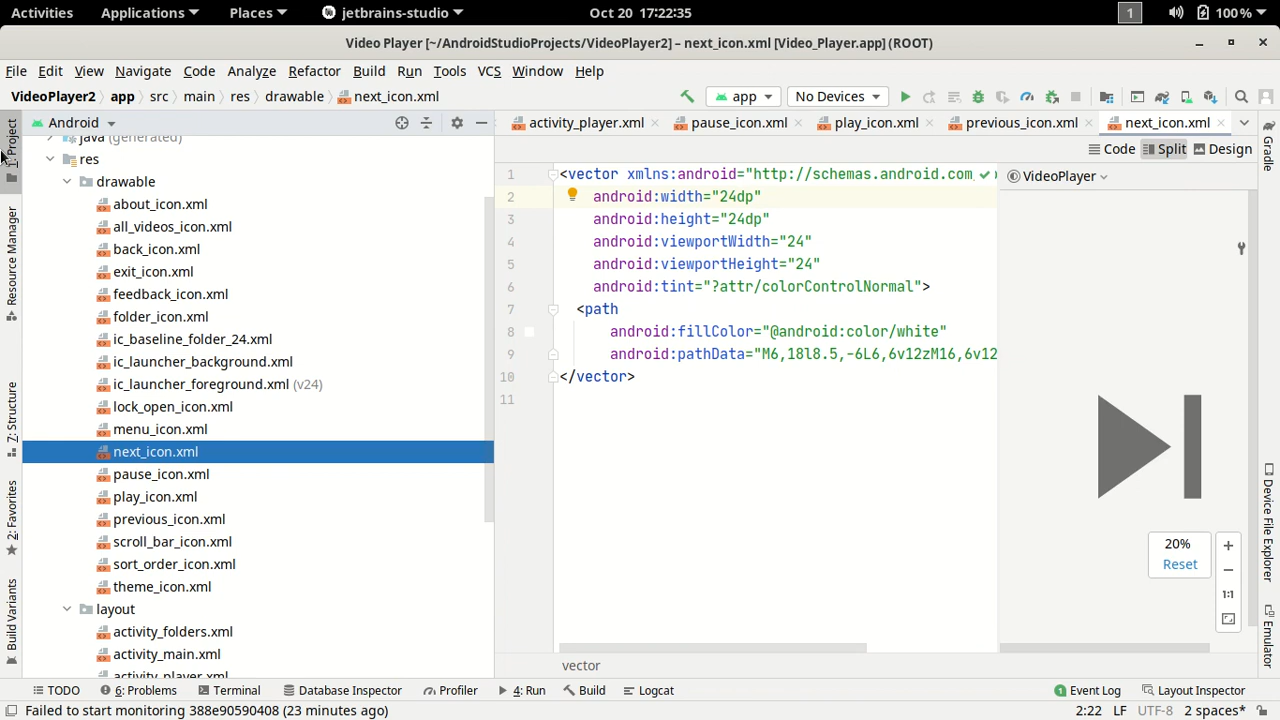 Activities Applications Places jetbrains-studio Oct 20 17:22:35 1 100%
Video Player [~/AndroidStudioProjects/VideoPlayer2] – next_icon.xml [Video_Player.app] (ROOT)
File Edit View Navigate Code Analyze Refactor Build Run Tools VCS Window Help
VideoPlayer2 app src main res drawable next_icon.xml app No Devices
1: Project
Resource Manager
Z: Structure
2: Favorites
Build Variants
Android
java (generated)
res
drawable
about_icon.xml
all_videos_icon.xml
back_icon.xml
exit_icon.xml
feedback_icon.xml
folder_icon.xml
ic_baseline_folder_24.xml
ic_launcher_background.xml
ic_launcher_foreground.xml (v24)
lock_open_icon.xml
menu_icon.xml
next_icon.xml
pause_icon.xml
play_icon.xml
previous_icon.xml
scroll_bar_icon.xml
sort_order_icon.xml
theme_icon.xml
layout
activity_folders.xml
activity_main.xml
activity_player.xml
activity_player.xml pause_icon.xml play_icon.xml previous_icon.xml next_icon.xml
Code Split Design
1 <vector xmlns:android="http://schemas.android.com
2 android:width="24dp"
3 android:height="24dp"
4 android:viewportWidth="24"
5 android:viewportHeight="24"
6 android:tint="?attr/colorControlNormal">
7 <path
8 android:fillColor="@android:color/white"
9 android:pathData="M6,18l8.5,-6L6,6v12zM16,6v12
10 </vector>
11
vector
VideoPlayer
20%
Reset
1:1
Gradle
Device File Explorer
Emulator
TODO 6: Problems Terminal Database Inspector Profiler 4: Run Build Logcat 1 Event Log Layout Inspector
Failed to start monitoring 388e90590408 (23 minutes ago) 2:22 LF UTF-8 2 spaces*